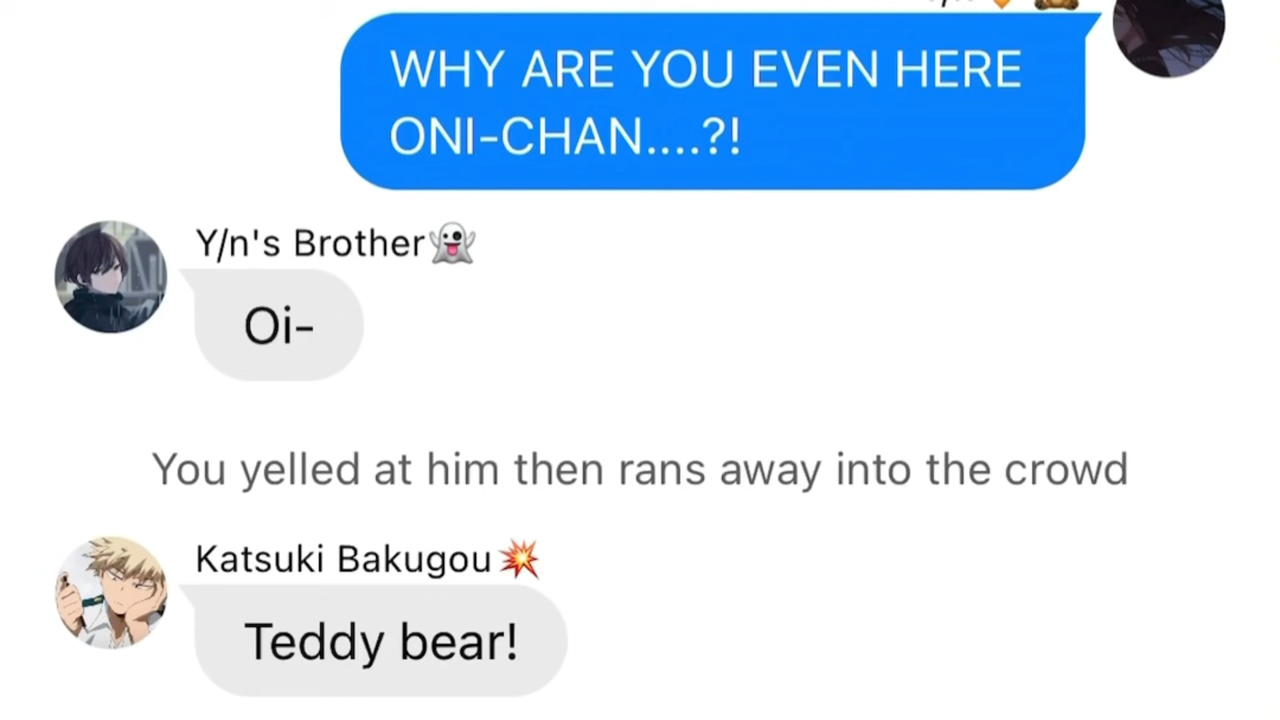 WHY ARE YOU EVEN HERE
ONI-CHAN....?!
Y/n's Brother👻
Oi-
You yelled at him then rans away into the crowd
Katsuki Bakugou💥
Teddy bear!